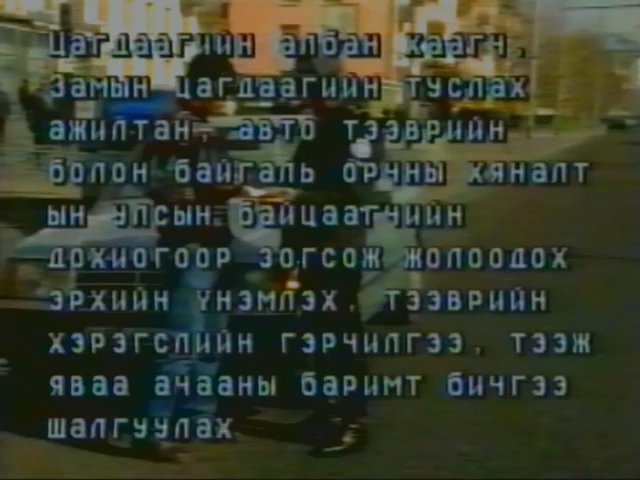 Цагдаагийн албан хаагч,
Замын цагдаагийн туслах
ажилтан, авто тээврийн
болон байгаль орчны хяналт
ын улсын байцаагчийн
дохиогоор зогсож жолоодох
эрхийн үнэмлэх, тээврийн
хэрэгслийн гэрчилгээ, тээж
яваа ачааны баримт бичгээ
шалгуулах